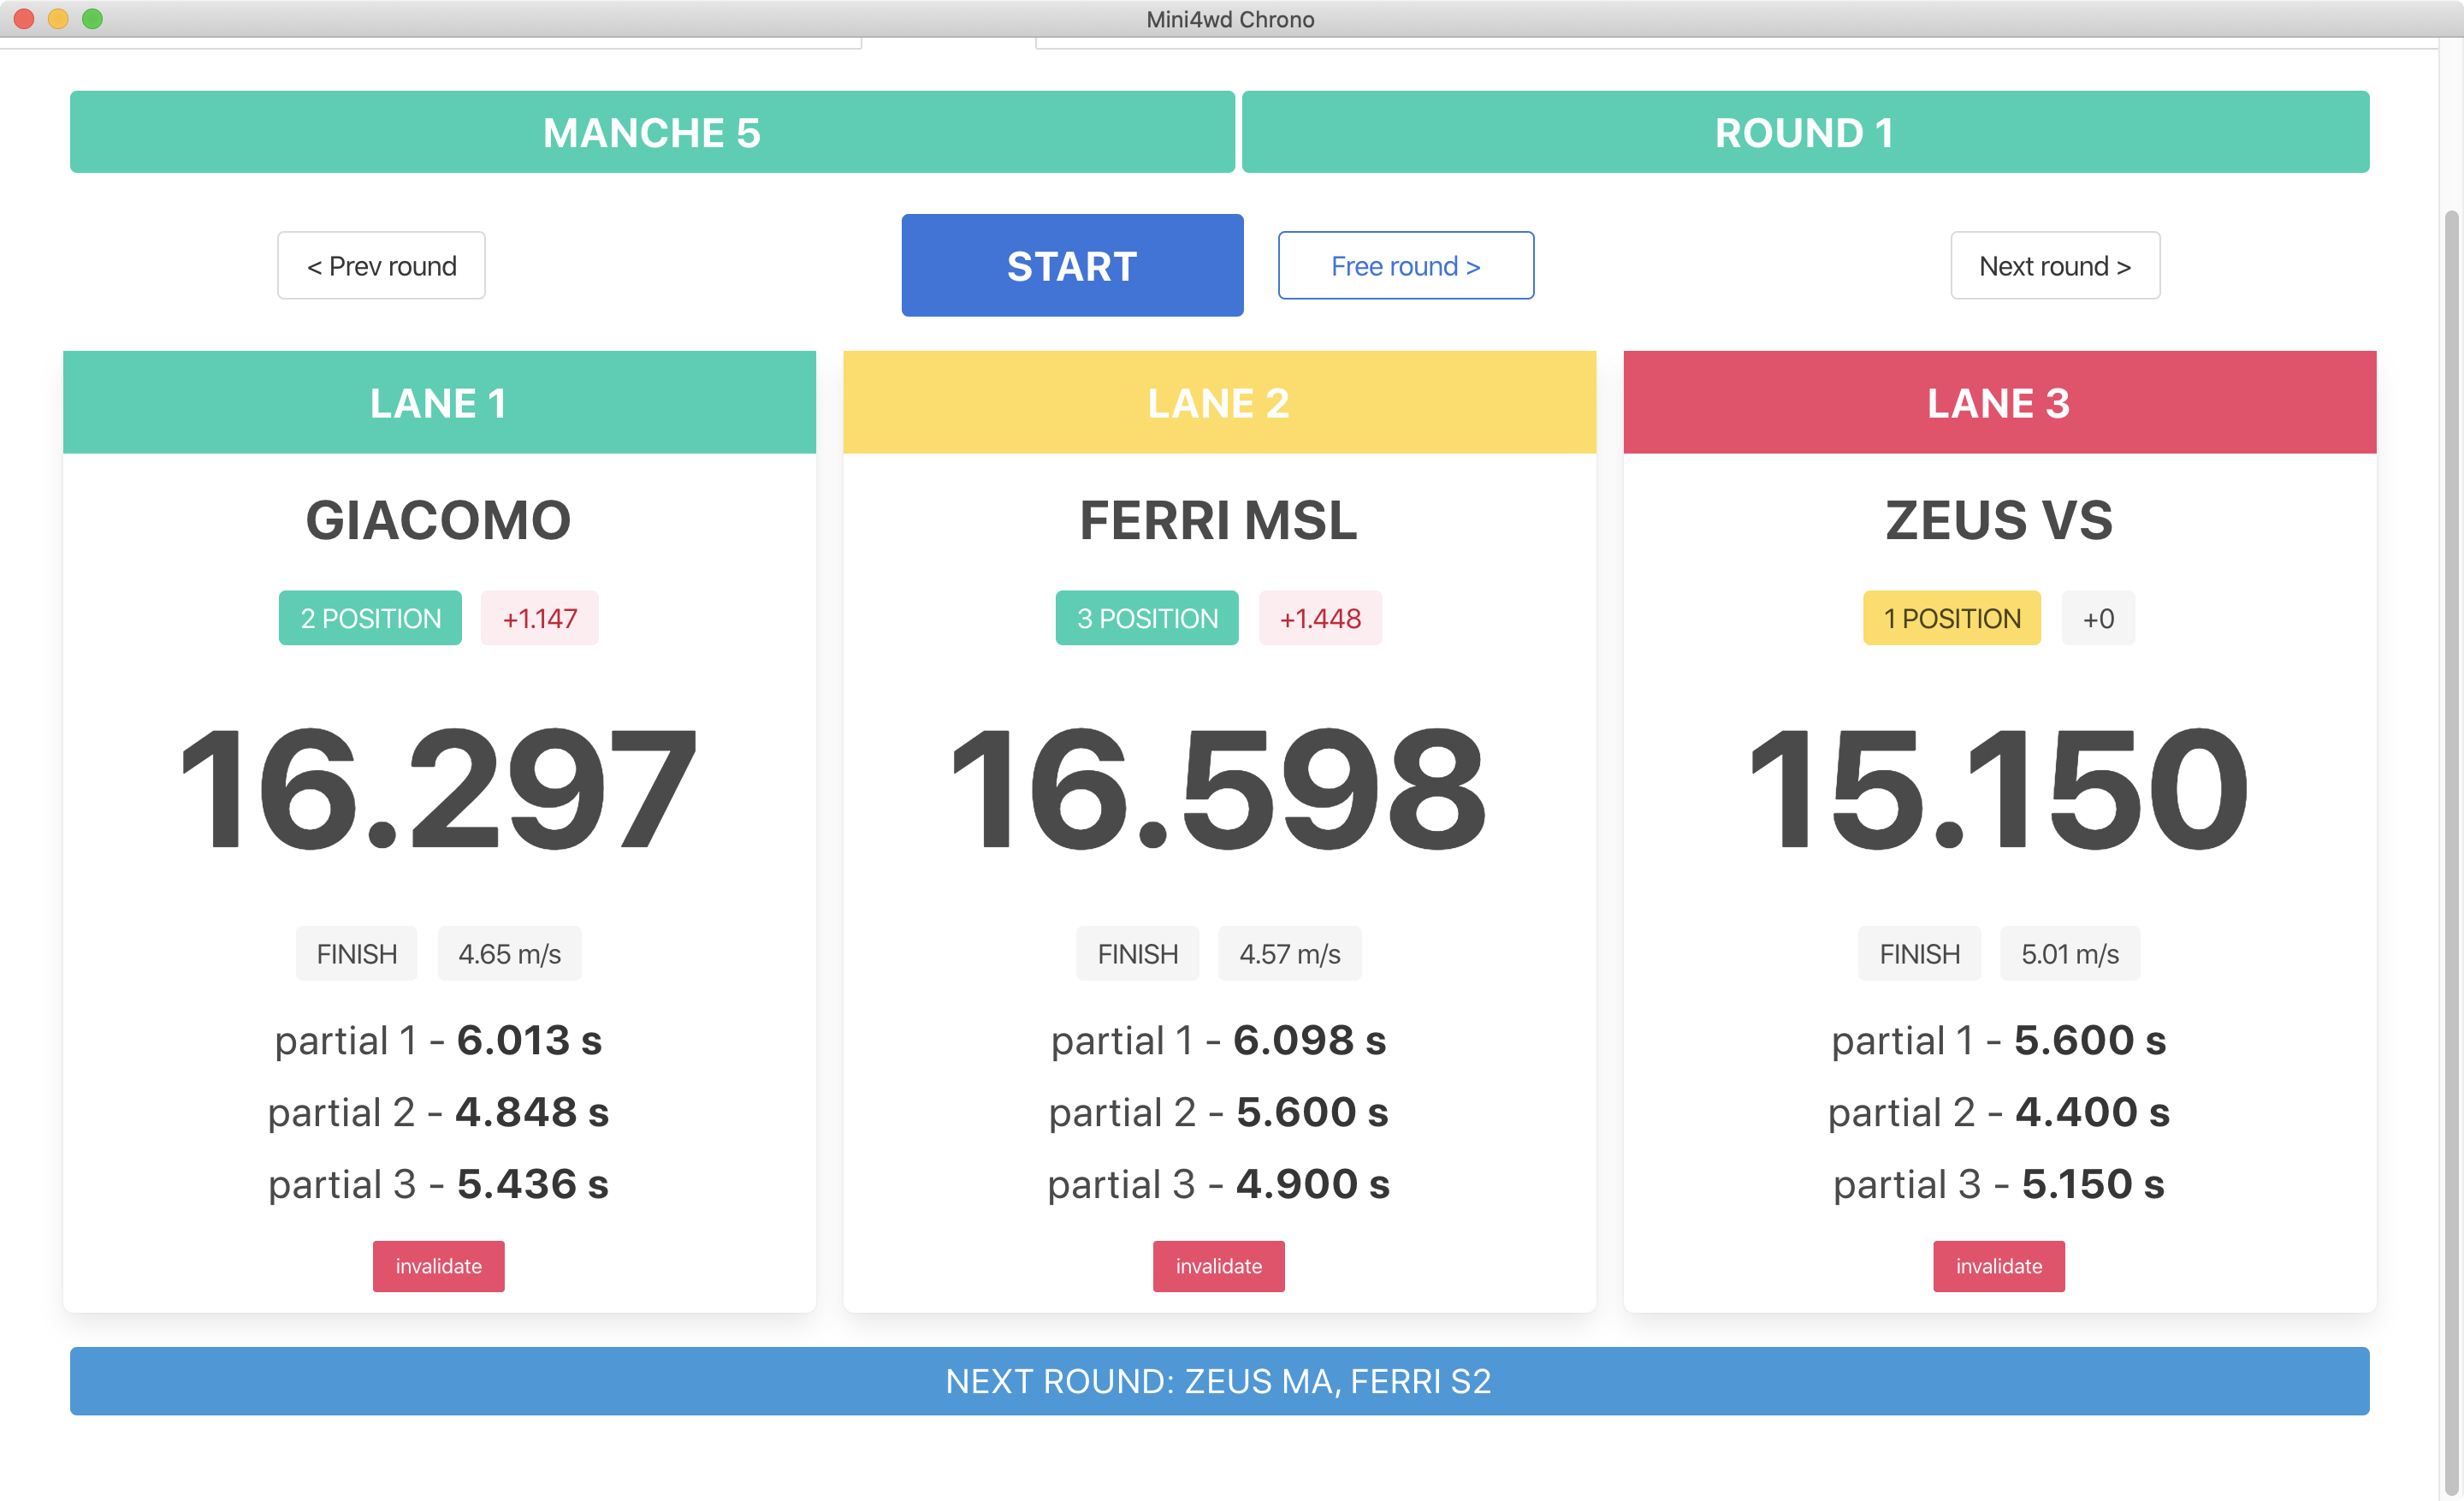 Mini4wd Chrono
MANCHE 5
ROUND 1
< Prev round
START
Free round >
Next round >
LANE 1
GIACOMO
2 POSITION
+1.147
16.297
FINISH
4.65 m/s
partial 1 - 6.013 s
partial 2 - 4.848 s
partial 3 - 5.436 s
invalidate
LANE 2
FERRI MSL
3 POSITION
+1.448
16.598
FINISH
4.57 m/s
partial 1 - 6.098 s
partial 2 - 5.600 s
partial 3 - 4.900 s
invalidate
LANE 3
ZEUS VS
1 POSITION
+0
15.150
FINISH
5.01 m/s
partial 1 - 5.600 s
partial 2 - 4.400 s
partial 3 - 5.150 s
invalidate
NEXT ROUND: ZEUS MA, FERRI S2